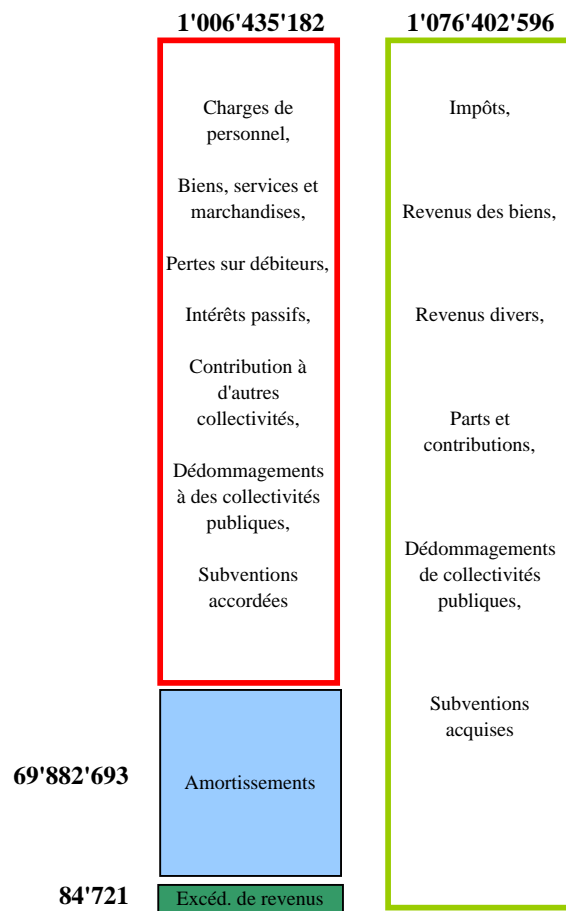 1'006'435'182
1'076'402'596
Charges de
personnel,
Biens, services et
marchandises,
Pertes sur débiteurs,
Intérêts passifs,
Contribution à
d'autres
collectivités,
Dédommagements
à des collectivités
publiques,
Subventions
accordées
Impôts,
Revenus des biens,
Revenus divers,
Parts et
contributions,
Dédommagements
de collectivités
publiques,
Subventions
acquises
69'882'693
Amortissements
84'721
Excéd. de revenus